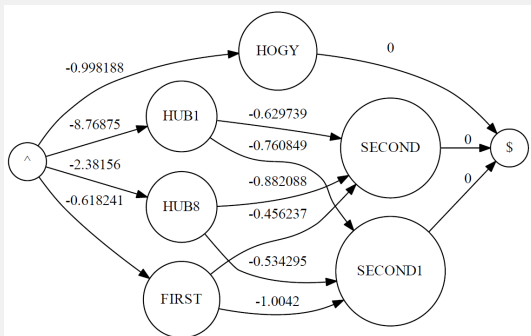 HOGY
0
-0.998188
HUB1
-8.76875
-0.629739
-0.760849
SECOND
0
$
^
-2.38156
HUB8
-0.882088
0
-0.618241
-0.456237
-0.534295
SECOND1
FIRST
-1.0042